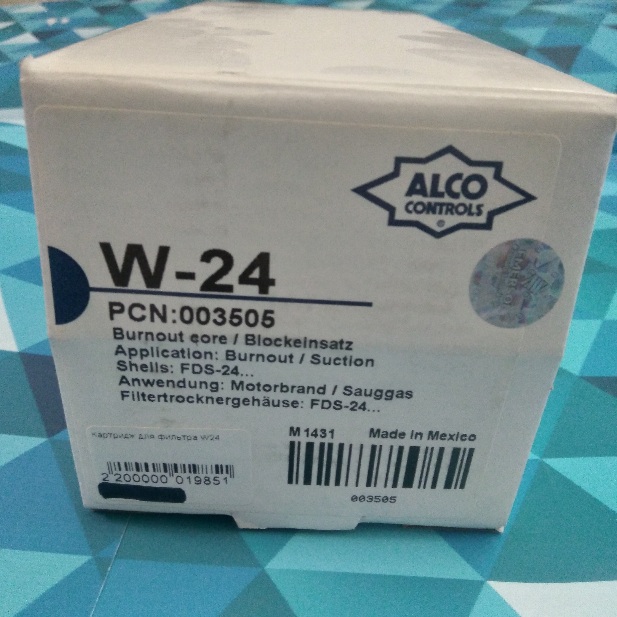 ALCO
CONTROLS
®
W-24
PCN:003505
Burnout core / Blockeinsatz
Application: Burnout / Suction
Shells: FDS-24...
Anwendung: Motorbrand / Sauggas
Filtertrocknergehäuse: FDS-24...
картридж для фильтра W24
2 200000 019851
M1431 Made in Mexico
003505